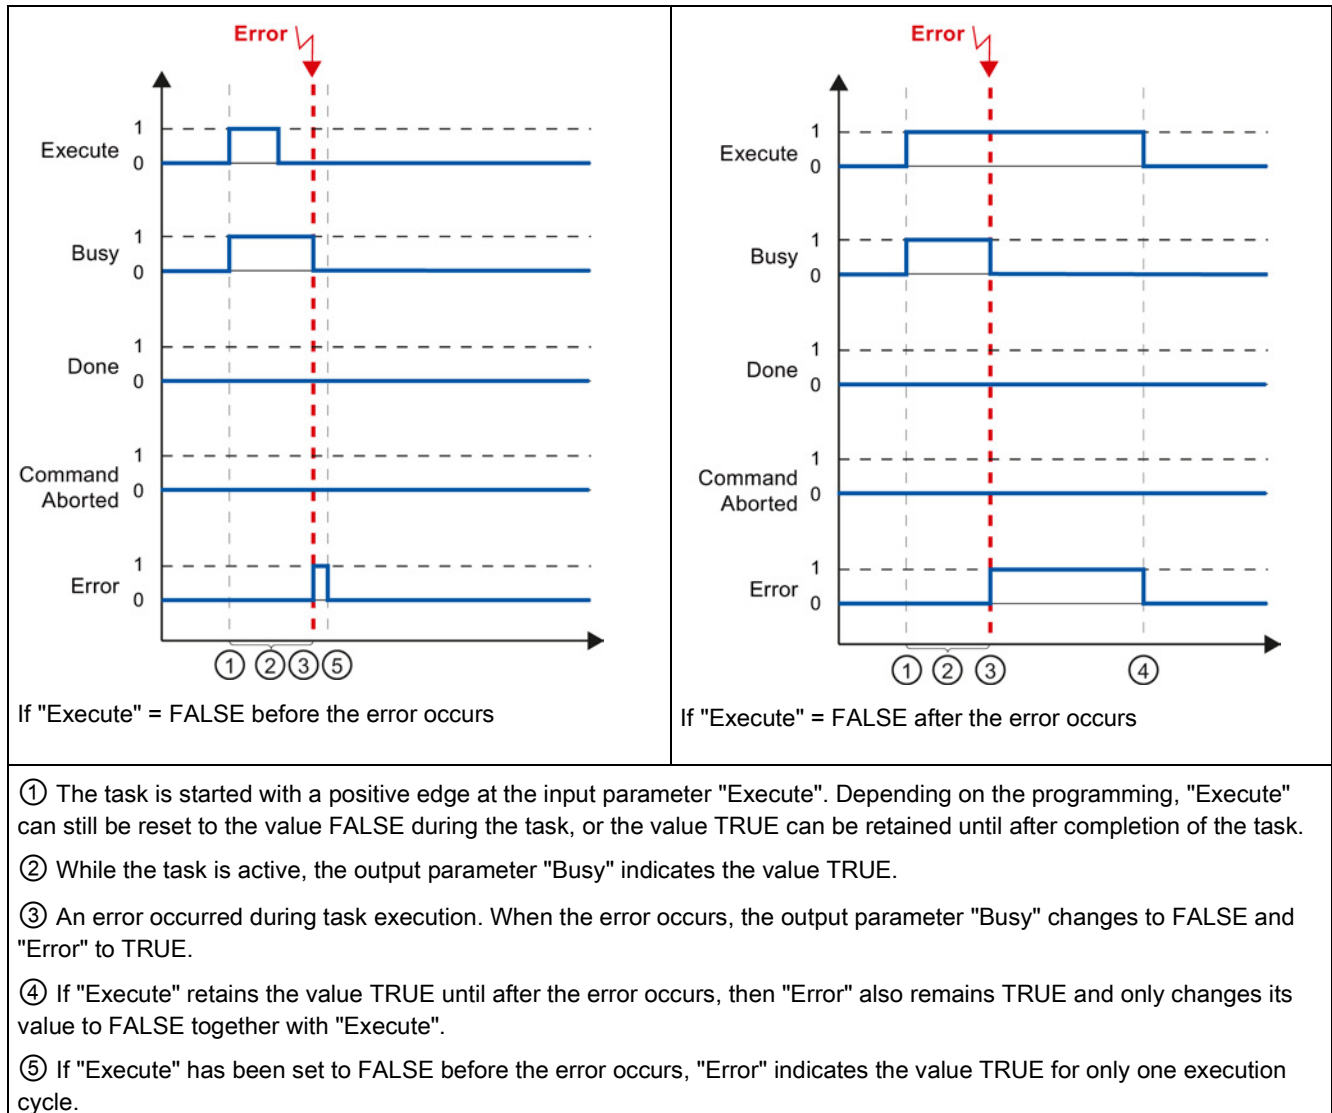 Error
Execute
1
0
Busy
1
0
Done
1
0
Command
Aborted
1
0
Error
1
0
① ② ③ ⑤
If "Execute" = FALSE before the error occurs
Error
Execute
1
0
Busy
1
0
Done
1
0
Command
Aborted
1
0
Error
1
0
① ② ③ ④
If "Execute" = FALSE after the error occurs
① The task is started with a positive edge at the input parameter "Execute". Depending on the programming, "Execute"
can still be reset to the value FALSE during the task, or the value TRUE can be retained until after completion of the task.
② While the task is active, the output parameter "Busy" indicates the value TRUE.
③ An error occurred during task execution. When the error occurs, the output parameter "Busy" changes to FALSE and
"Error" to TRUE.
④ If "Execute" retains the value TRUE until after the error occurs, then "Error" also remains TRUE and only changes its
value to FALSE together with "Execute".
⑤ If "Execute" has been set to FALSE before the error occurs, "Error" indicates the value TRUE for only one execution
cycle.